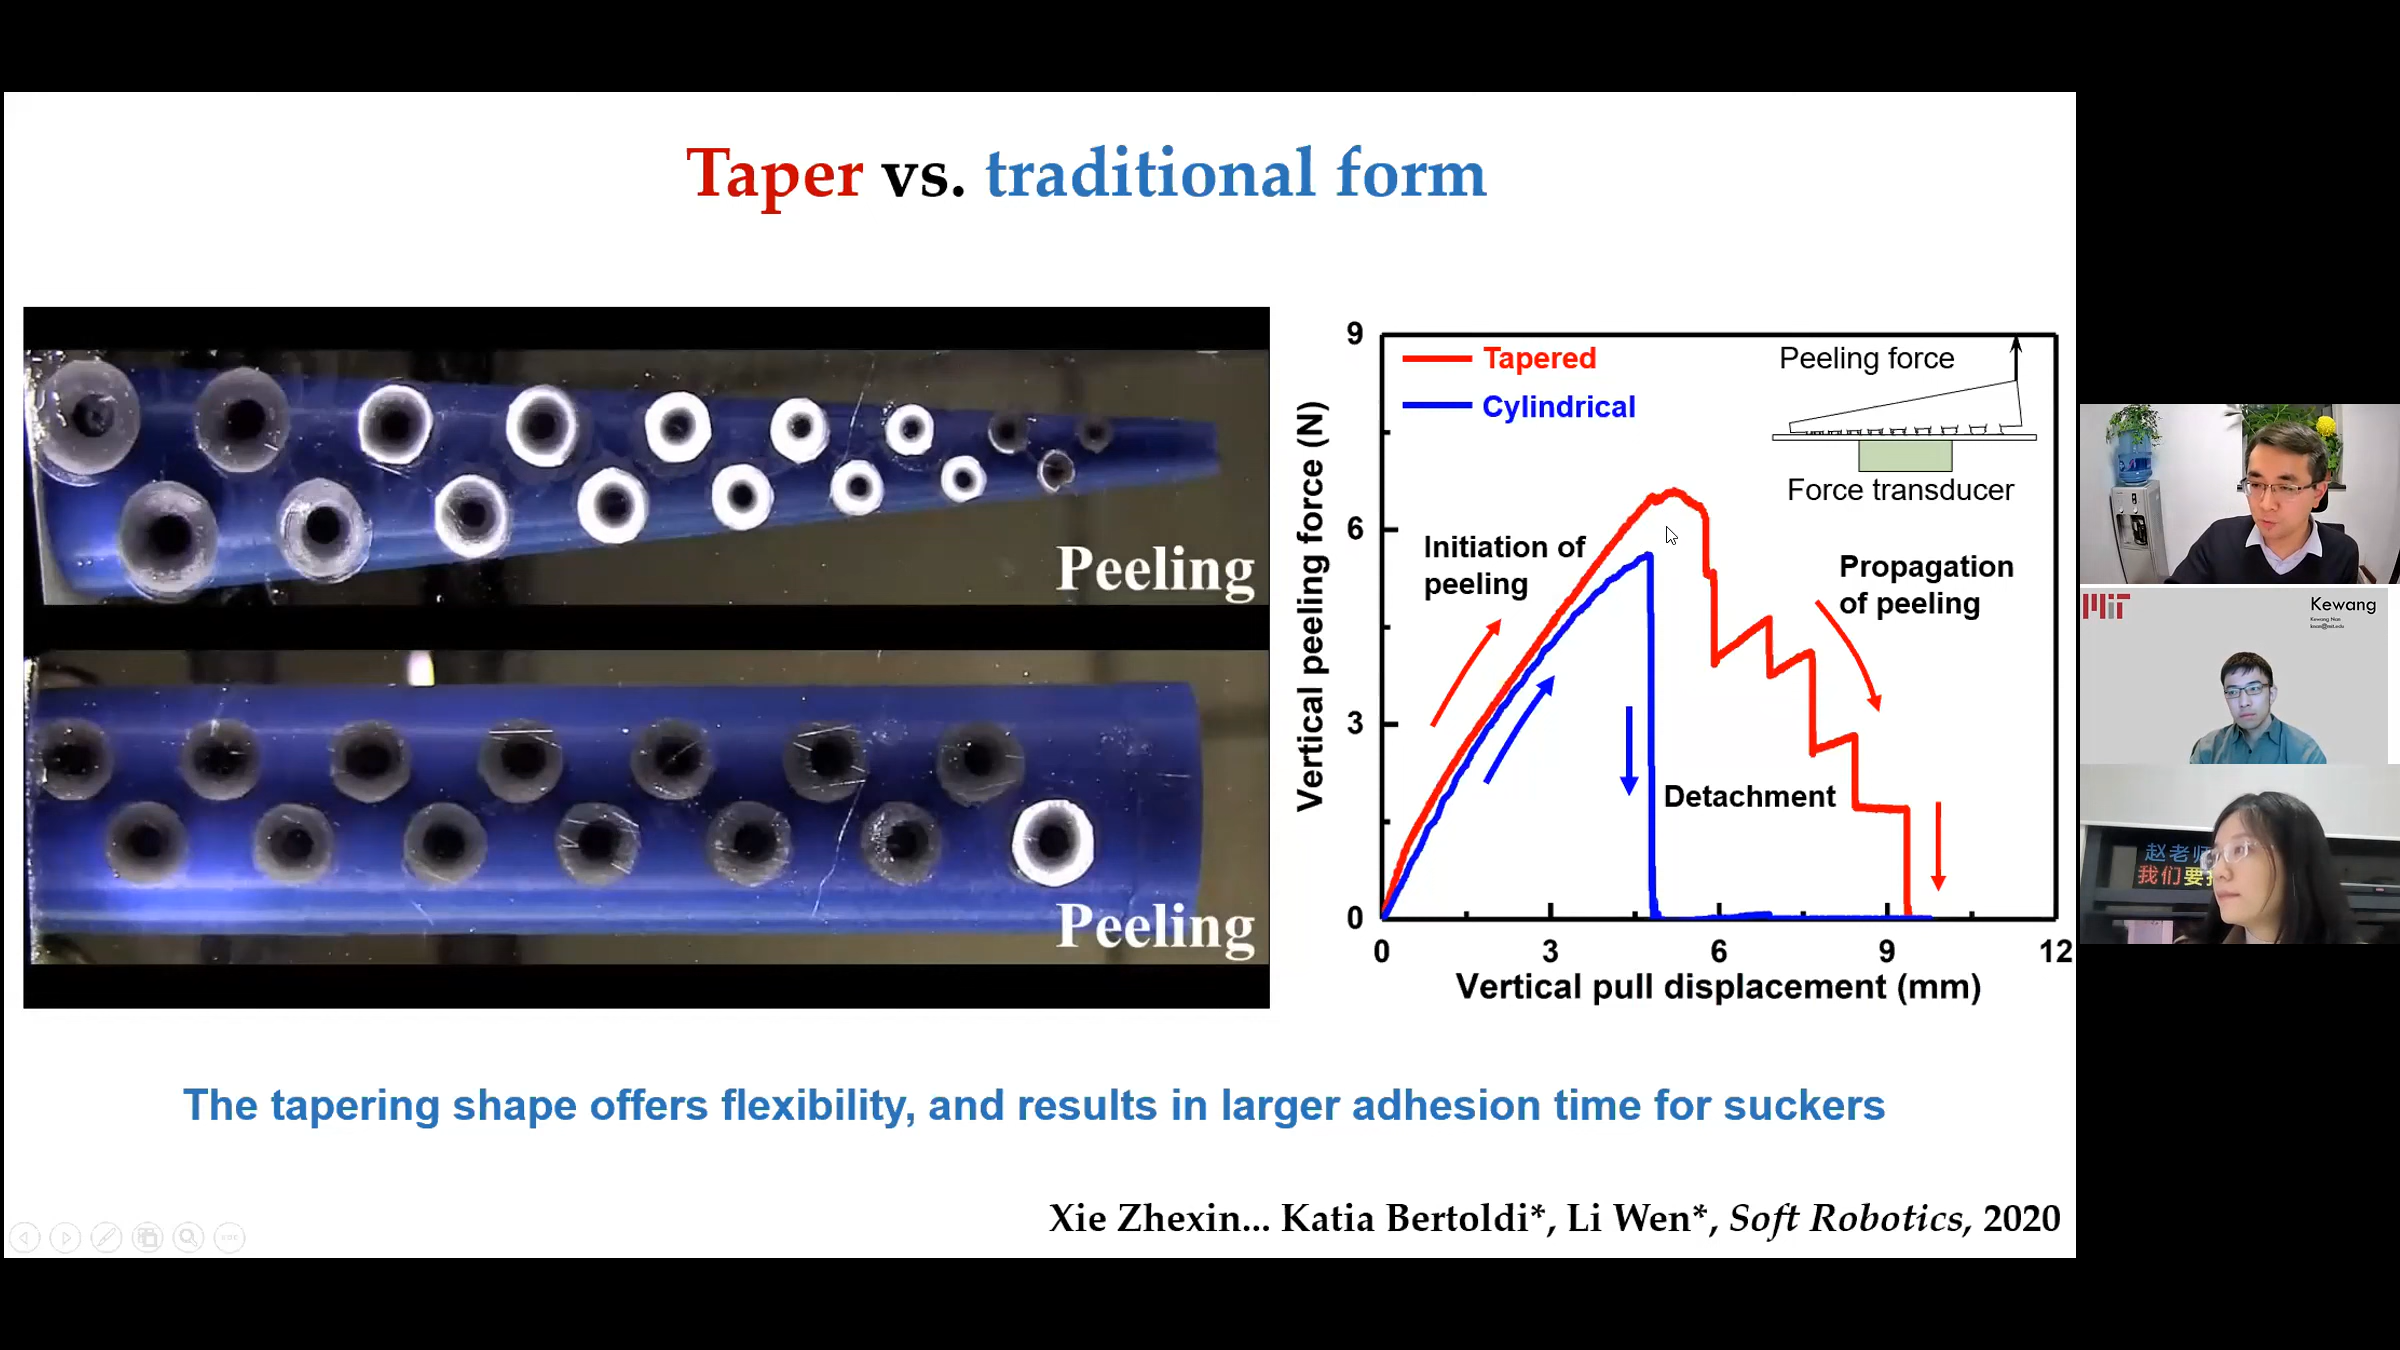 Taper vs. traditional form
Peeling
Peeling
9
6
3
0
0 3 6 9 12
Vertical peeling force (N)
Vertical pull displacement (mm)
Tapered
Cylindrical
Peeling force
Force transducer
Initiation of
peeling
Propagation
of peeling
Detachment
The tapering shape offers flexibility, and results in larger adhesion time for suckers
Xie Zhexin... Katia Bertoldi*, Li Wen*, Soft Robotics, 2020
MIT
Kewang
Kewang Nan
赵老师
我们要